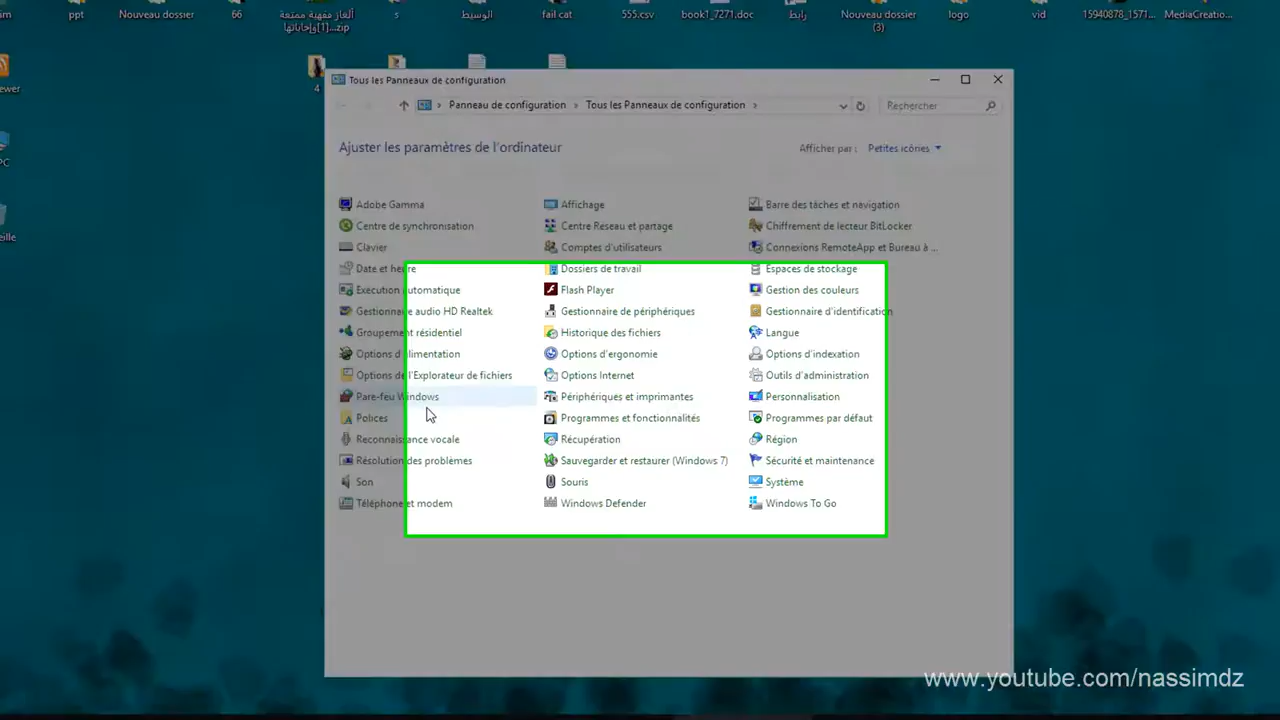 ppt
Nouveau dossier
66
ألغاز فقهية ممتعة
وإجاباتها[1]...zip
s
الوسيط
fail cat
555.csv
book1_7271.doc
رابط
Nouveau dossier
(3)
logo
vid
15940878_1571...
MediaCreatio...
4
Tous les Panneaux de configuration
Panneau de configuration > Tous les Panneaux de configuration >
Rechercher
Ajuster les paramètres de l'ordinateur
Afficher par : Petites icônes
Adobe Gamma
Affichage
Barre des tâches et navigation
Centre de synchronisation
Centre Réseau et partage
Chiffrement de lecteur BitLocker
Clavier
Comptes d'utilisateurs
Connexions RemoteApp et Bureau à ...
Date et heure
Dossiers de travail
Espaces de stockage
Exécution automatique
Flash Player
Gestion des couleurs
Gestionnaire audio HD Realtek
Gestionnaire de périphériques
Gestionnaire d'identification
Groupement résidentiel
Historique des fichiers
Langue
Options d'alimentation
Options d'ergonomie
Options d'indexation
Options de l'Explorateur de fichiers
Options Internet
Outils d'administration
Pare-feu Windows
Périphériques et imprimantes
Personnalisation
Polices
Programmes et fonctionnalités
Programmes par défaut
Reconnaissance vocale
Récupération
Région
Résolution des problèmes
Sauvegarder et restaurer (Windows 7)
Sécurité et maintenance
Son
Souris
Système
Téléphone et modem
Windows Defender
Windows To Go
www.youtube.com/nassimdz